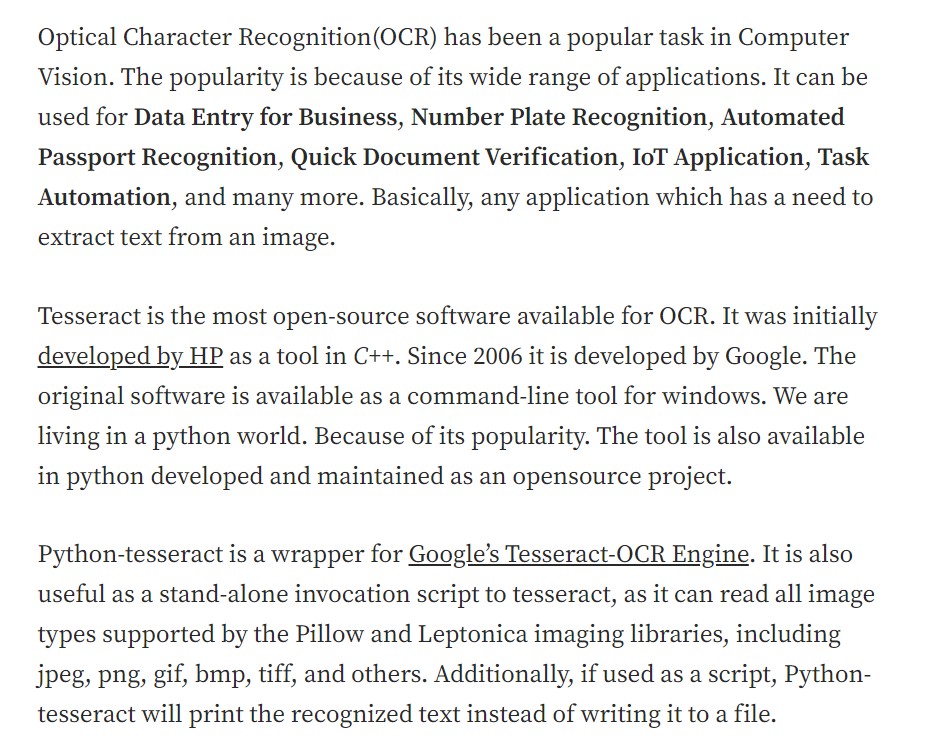 Optical Character Recognition(OCR) has been a popular task in Computer
Vision. The popularity is because of its wide range of applications. It can be
used for Data Entry for Business, Number Plate Recognition, Automated
Passport Recognition, Quick Document Verification, IoT Application, Task
Automation, and many more. Basically, any application which has a need to
extract text from an image.
Tesseract is the most open-source software available for OCR. It was initially
developed by HP as a tool in C++. Since 2006 it is developed by Google. The
original software is available as a command-line tool for windows. We are
living in a python world. Because of its popularity. The tool is also available
in python developed and maintained as an opensource project.
Python-tesseract is a wrapper for Google’s Tesseract-OCR Engine. It is also
useful as a stand-alone invocation script to tesseract, as it can read all image
types supported by the Pillow and Leptonica imaging libraries, including
jpeg, png, gif, bmp, tiff, and others. Additionally, if used as a script, Python-
tesseract will print the recognized text instead of writing it to a file.